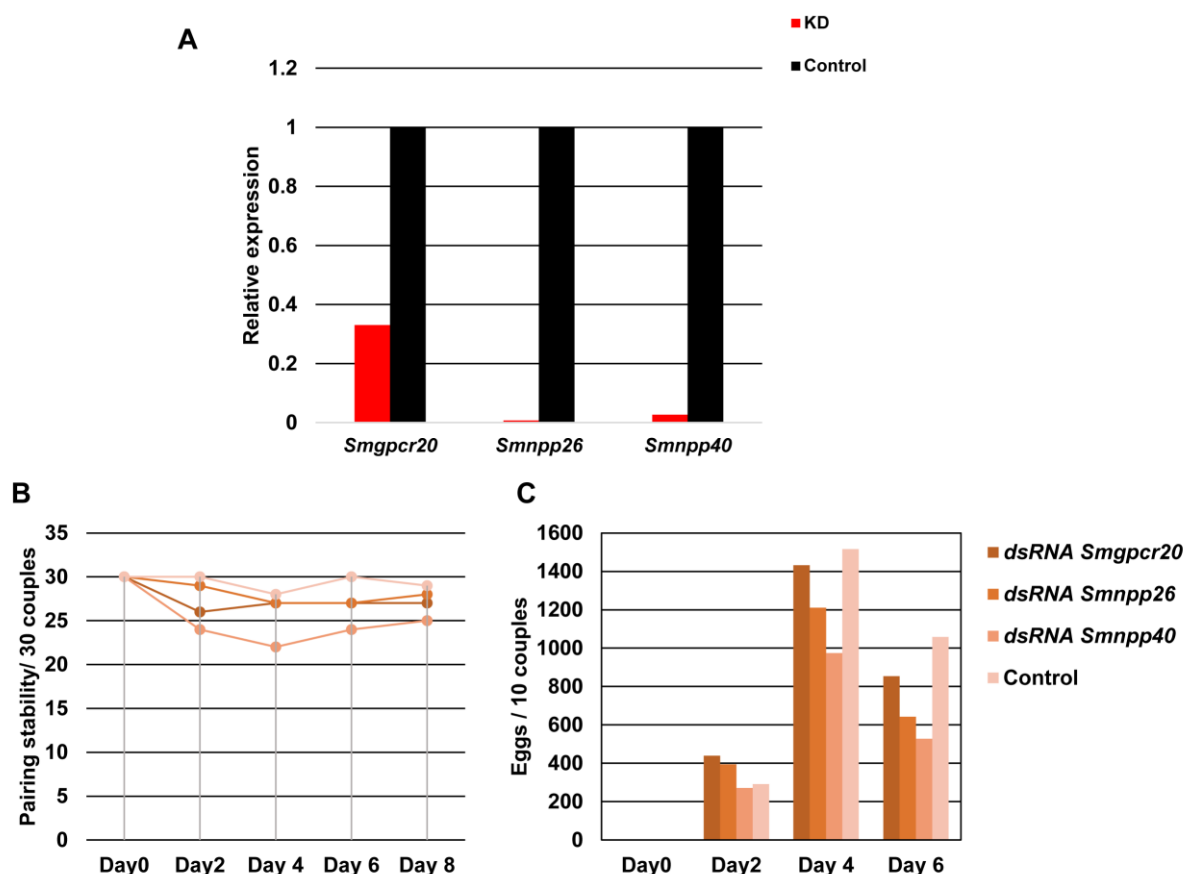 A
KD
Control
Relative expression
1.2
1
0.8
0.6
0.4
0.2
0
Smgpcr20 Smnpp26 Smnpp40
B
Pairing stability/ 30 couples
35
30
25
20
15
10
5
0
Day0 Day2 Day 4 Day 6 Day 8
C
Eggs / 10 couples
1600
1400
1200
1000
800
600
400
200
0
Day0 Day2 Day 4 Day 6
dsRNA Smgpcr20
dsRNA Smnpp26
dsRNA Smnpp40
Control